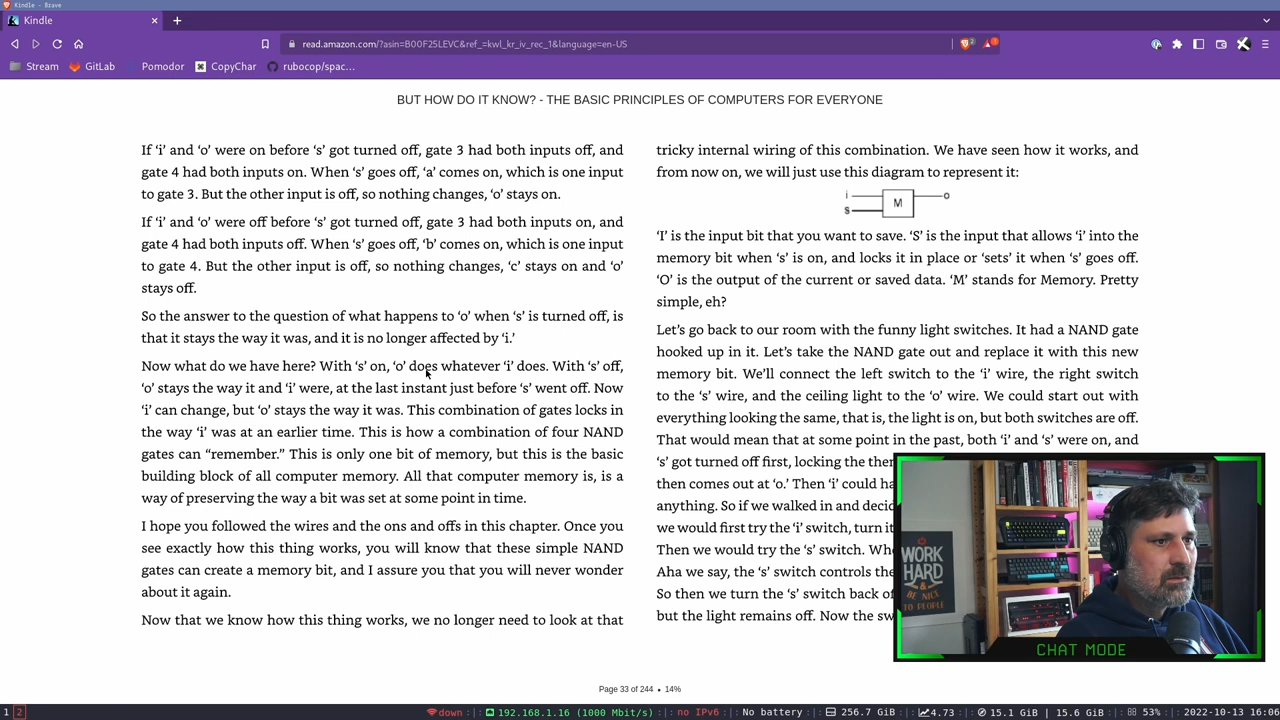 Kindle - Brave
Kindle
read.amazon.com/?asin=B00F25LEVC&ref_=kwl_kr_iv_rec_1&language=en-US
Stream
GitLab
Pomodor
CopyChar
rubocop/spac…
BUT HOW DO IT KNOW? - THE BASIC PRINCIPLES OF COMPUTERS FOR EVERYONE
If ‘i’ and ‘o’ were on before ‘s’ got turned off, gate 3 had both inputs off, and
gate 4 had both inputs on. When ‘s’ goes off, ‘a’ comes on, which is one input
to gate 3. But the other input is off, so nothing changes, ‘o’ stays on.
If ‘i’ and ‘o’ were off before ‘s’ got turned off, gate 3 had both inputs on, and
gate 4 had both inputs off. When ‘s’ goes off, ‘b’ comes on, which is one input
to gate 4. But the other input is off, so nothing changes, ‘c’ stays on and ‘o’
stays off.
So the answer to the question of what happens to ‘o’ when ‘s’ is turned off, is
that it stays the way it was, and it is no longer affected by ‘i.’
Now what do we have here? With ‘s’ on, ‘o’ does whatever ‘i’ does. With ‘s’ off,
‘o’ stays the way it and ‘i’ were, at the last instant just before ‘s’ went off. Now
‘i’ can change, but ‘o’ stays the way it was. This combination of gates locks in
the way ‘i’ was at an earlier time. This is how a combination of four NAND
gates can “remember.” This is only one bit of memory, but this is the basic
building block of all computer memory. All that computer memory is, is a
way of preserving the way a bit was set at some point in time.
I hope you followed the wires and the ons and offs in this chapter. Once you
see exactly how this thing works, you will know that these simple NAND
gates can create a memory bit, and I assure you that you will never wonder
about it again.
Now that we know how this thing works, we no longer need to look at that
tricky internal wiring of this combination. We have seen how it works, and
from now on, we will just use this diagram to represent it:
i
M
o
s
‘I’ is the input bit that you want to save. ‘S’ is the input that allows ‘i’ into the
memory bit when ‘s’ is on, and locks it in place or ‘sets’ it when ‘s’ goes off.
‘O’ is the output of the current or saved data. ‘M’ stands for Memory. Pretty
simple, eh?
Let’s go back to our room with the funny light switches. It had a NAND gate
hooked up in it. Let’s take the NAND gate out and replace it with this new
memory bit. We’ll connect the left switch to the ‘i’ wire, the right switch
to the ‘s’ wire, and the ceiling light to the ‘o’ wire. We could start out with
everything looking the same, that is, the light is on, but both switches are off.
That would mean that at some point in the past, both ‘i’ and ‘s’ were on, and
‘s’ got turned off first, locking the
then comes out at ‘o.’ Then ‘i’ could
anything. So if we walked in and
we would first try the ‘i’ switch, turn it
Then we would try the ‘s’ switch.
Aha we say, the ‘s’ switch controls the
So then we turn the ‘s’ switch back
but the light remains off. Now the
WORK
HARD
& BE NICE
TO PEOPLE
CHAT MODE
Page 33 of 244 • 14%
1 2
down
192.168.1.16 (1000 Mbit/s)
no IPv6
No battery
256.7 GiB
4.73
15.1 GiB | 15.6 GiB
53%
2022-10-13 16:06